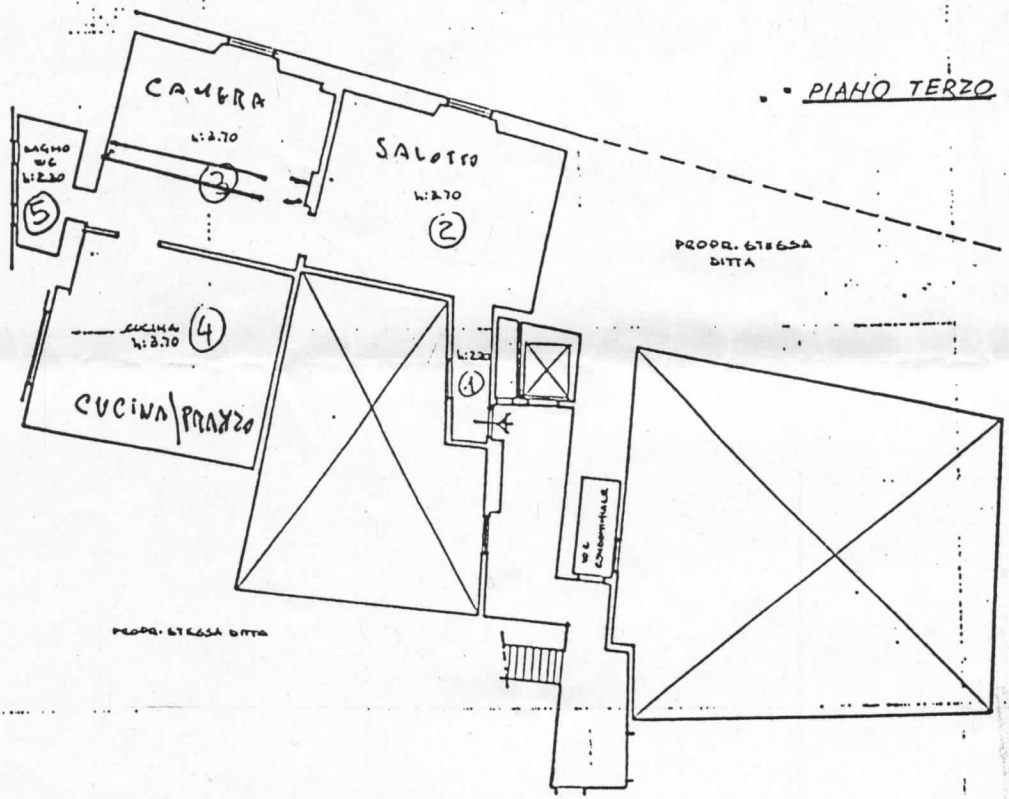 PIANO TERZO
CAMERA
h: 2.70
3
SALOTTO
h: 2.70
2
BAGNO
WC
h: 2.20
5
PROPR. STESSA
DITTA
CUCINA
h: 2.70
4
CUCINA/PRANZO
h: 2.20
1
WC
CONDOMINIALE
PROPR. STESSA DITTA